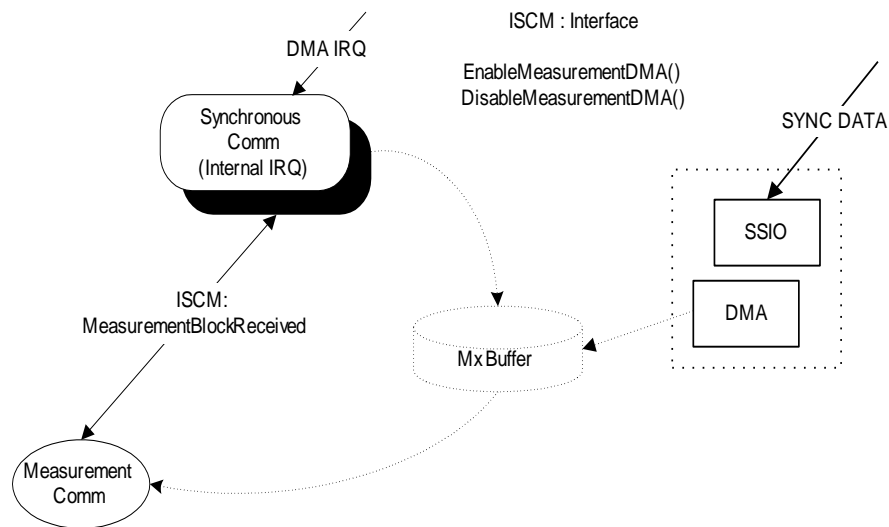 ISCM : Interface
DMA IRQ
EnableMeasurementDMA()
DisableMeasurementDMA()
SYNC DATA
Synchronous
Comm
(Internal IRQ)
SSIO
ISCM:
MeasurementBlockReceived
DMA
Mx Buffer
Measurement
Comm